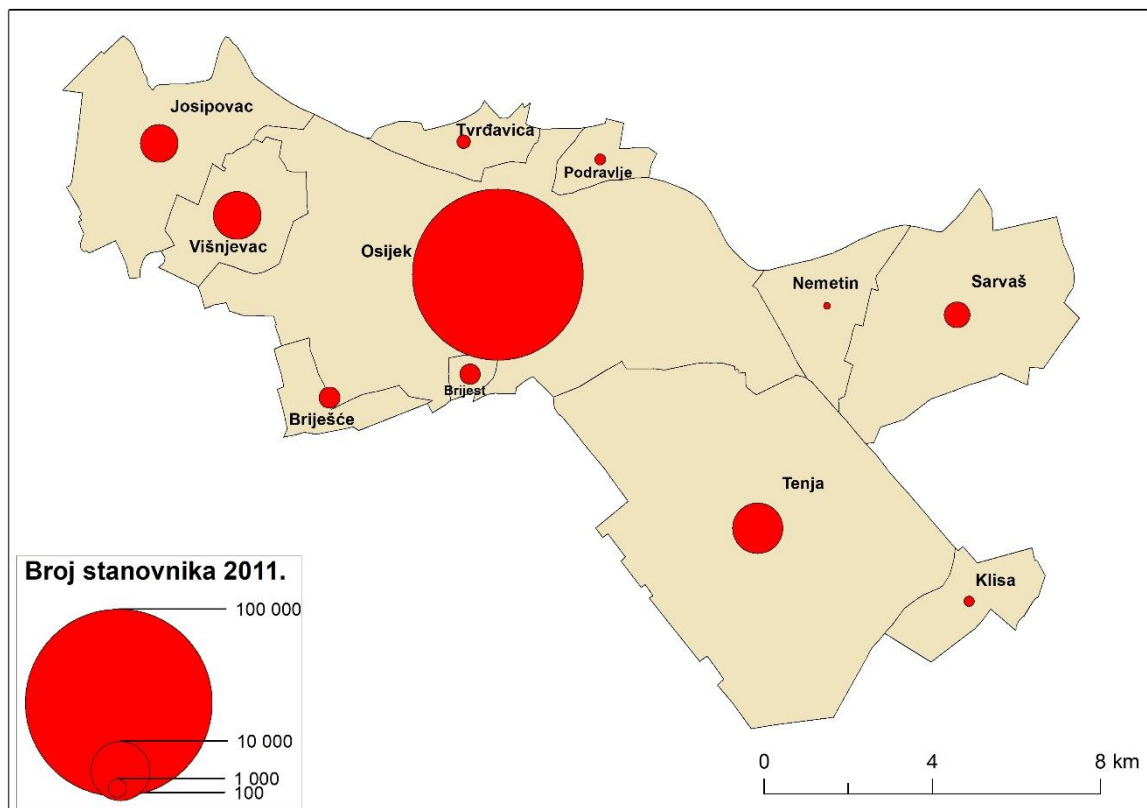 Josipovac
Tvrđavica
Podravlje
Višnjevac
Osijek
Nemetin
Sarvaš
Brijest
Briješće
Tenja
Klisa
Broj stanovnika 2011.
100 000
10 000
1 000
100
0 4 8 km